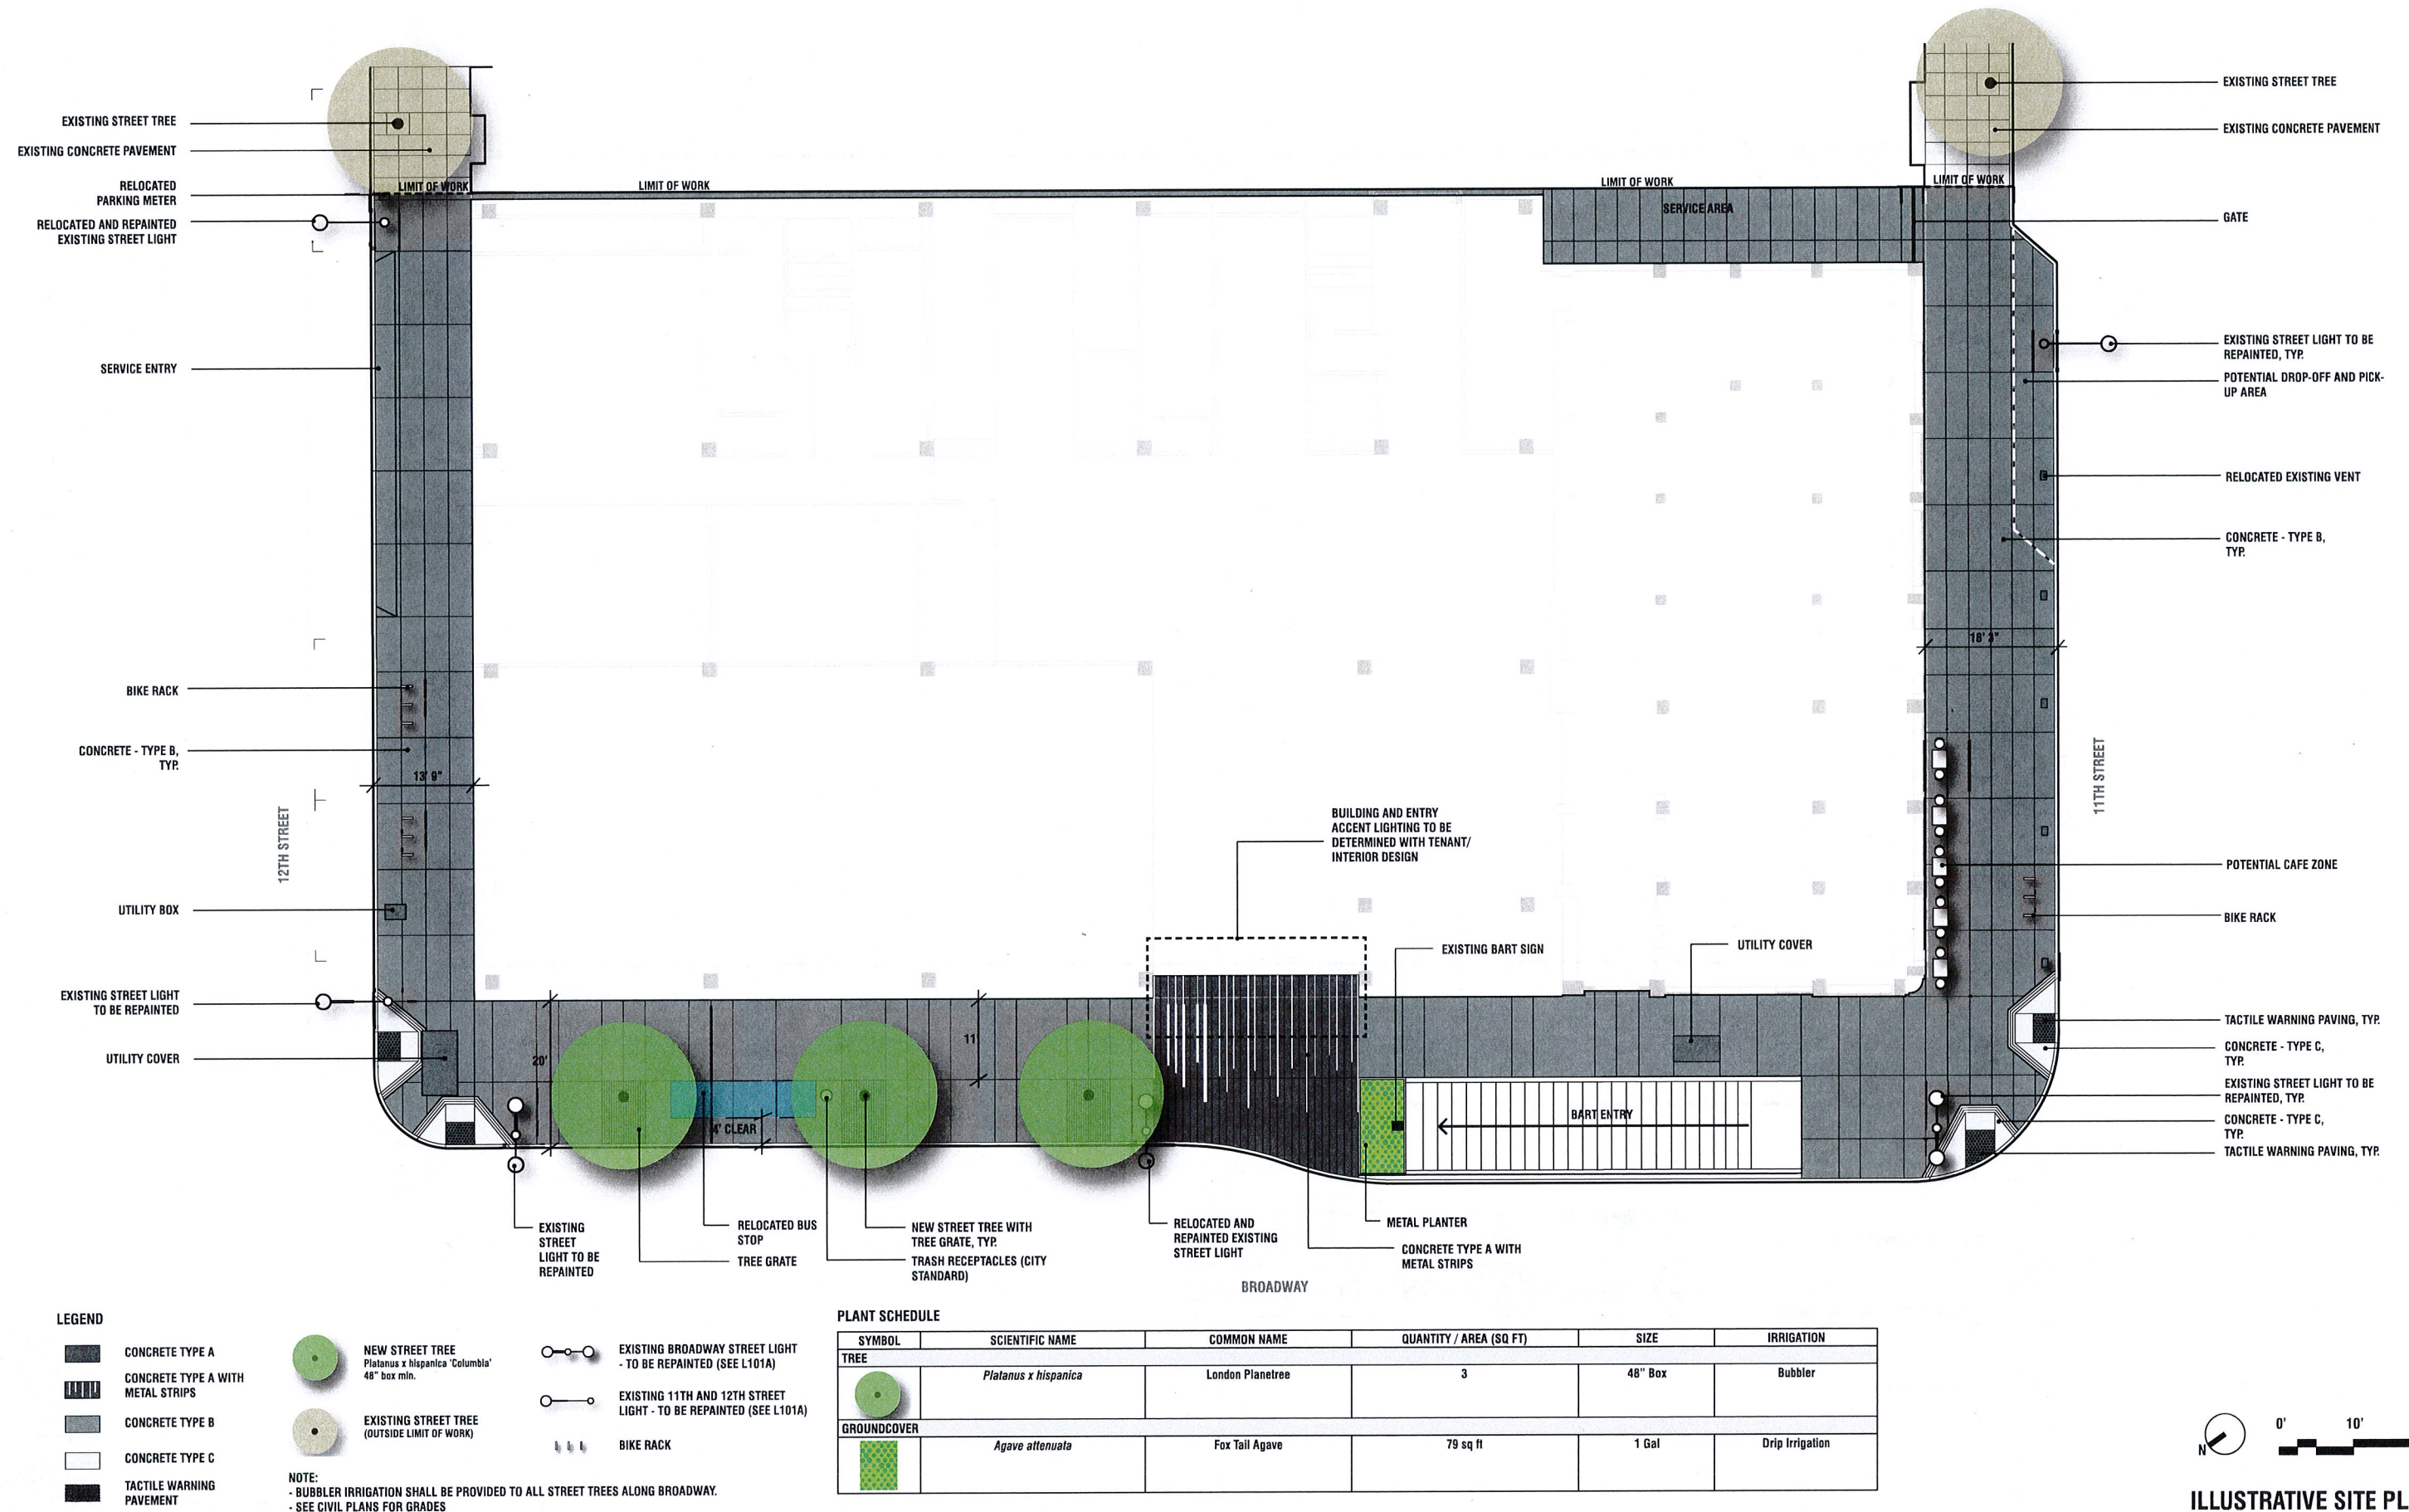 EXISTING STREET TREE
EXISTING CONCRETE PAVEMENT
RELOCATED
PARKING METER
RELOCATED AND REPAINTED
EXISTING STREET LIGHT
SERVICE ENTRY
BIKE RACK
CONCRETE - TYPE B,
TYP.
13' 9"
12TH STREET
UTILITY BOX
EXISTING STREET LIGHT
TO BE REPAINTED
UTILITY COVER
LIMIT OF WORK
LIMIT OF WORK
LIMIT OF WORK
LIMIT OF WORK
SERVICE AREA
EXISTING STREET TREE
EXISTING CONCRETE PAVEMENT
GATE
EXISTING STREET LIGHT TO BE
REPAINTED, TYP.
POTENTIAL DROP-OFF AND PICK-
UP AREA
RELOCATED EXISTING VENT
CONCRETE - TYPE B,
TYP.
18' 3"
11TH STREET
POTENTIAL CAFE ZONE
BIKE RACK
TACTILE WARNING PAVING, TYP.
CONCRETE - TYPE C,
TYP.
EXISTING STREET LIGHT TO BE
REPAINTED, TYP.
CONCRETE - TYPE C,
TYP.
TACTILE WARNING PAVING, TYP.
BUILDING AND ENTRY
ACCENT LIGHTING TO BE
DETERMINED WITH TENANT/
INTERIOR DESIGN
EXISTING BART SIGN
UTILITY COVER
20'
11
4' CLEAR
BART ENTRY
EXISTING
STREET
LIGHT TO BE
REPAINTED
RELOCATED BUS
STOP
TREE GRATE
NEW STREET TREE WITH
TREE GRATE, TYP.
TRASH RECEPTACLES (CITY
STANDARD)
RELOCATED AND
REPAINTED EXISTING
STREET LIGHT
METAL PLANTER
CONCRETE TYPE A WITH
METAL STRIPS
BROADWAY
LEGEND
CONCRETE TYPE A
CONCRETE TYPE A WITH
METAL STRIPS
CONCRETE TYPE B
CONCRETE TYPE C
TACTILE WARNING
PAVEMENT
NEW STREET TREE
Platanus x hispanica 'Columbia'
48" box min.
EXISTING STREET TREE
(OUTSIDE LIMIT OF WORK)
EXISTING BROADWAY STREET LIGHT
- TO BE REPAINTED (SEE L101A)
EXISTING 11TH AND 12TH STREET
LIGHT - TO BE REPAINTED (SEE L101A)
BIKE RACK
NOTE:
- BUBBLER IRRIGATION SHALL BE PROVIDED TO ALL STREET TREES ALONG BROADWAY.
- SEE CIVIL PLANS FOR GRADES
PLANT SCHEDULE
SYMBOL SCIENTIFIC NAME COMMON NAME QUANTITY / AREA (SQ FT) SIZE IRRIGATION
TREE
Platanus x hispanica London Planetree 3 48" Box Bubbler
GROUNDCOVER
Agave attenuata Fox Tail Agave 79 sq ft 1 Gal Drip Irrigation
N
0' 10'
ILLUSTRATIVE SITE PL